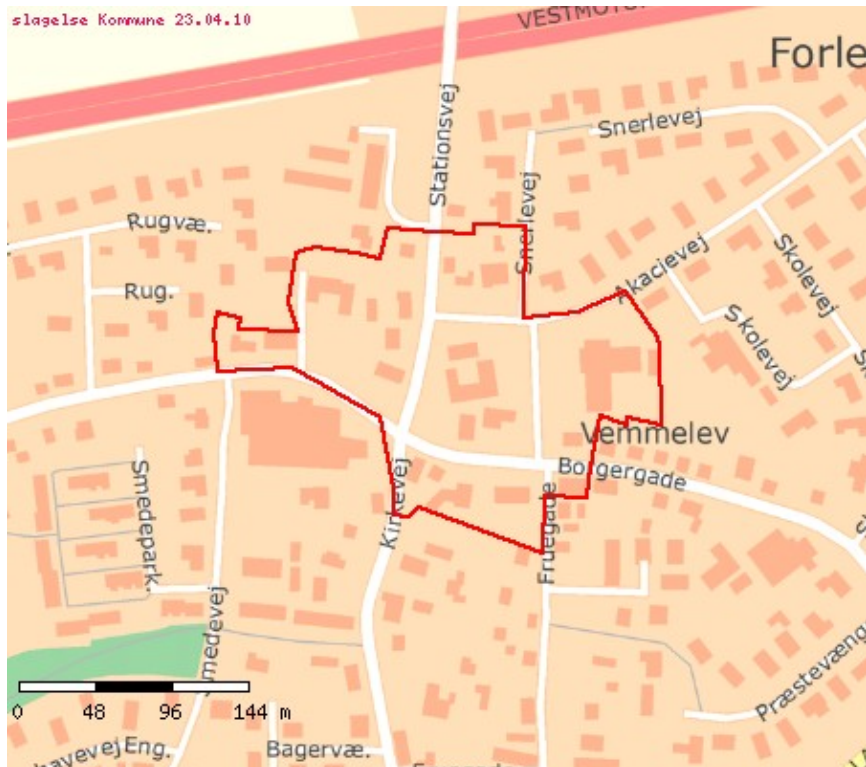 slagelse Kommune 23.04.10
Forle
Snerlevej
Stationsvej
Snerlevej
Rugvæ.
Akacievej
Skolevej
Rug.
Skolevej
Vemmelev
Borgergade
Kirkevej
Smedepark.
Fruegade
Smedevej
Præstevæng
0 48 96 144 m
Eng.
Bagervæ.